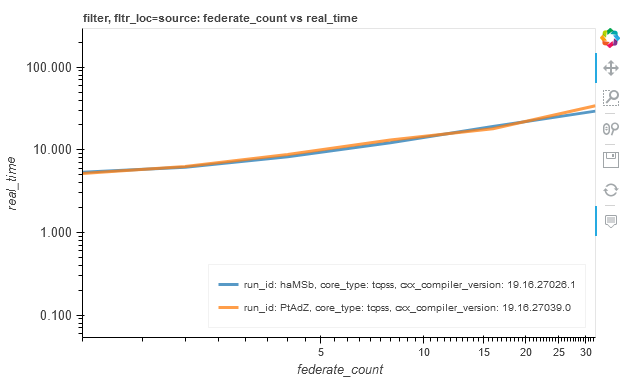 filter, fltr_loc=source: federate_count vs real_time
100.000
10.000
1.000
0.100
real_time
run_id: haMSb, core_type: tcpss, cxx_compiler_version: 19.16.27026.1
run_id: PtAdZ, core_type: tcpss, cxx_compiler_version: 19.16.27039.0
5 10 15 20 25 30
federate_count